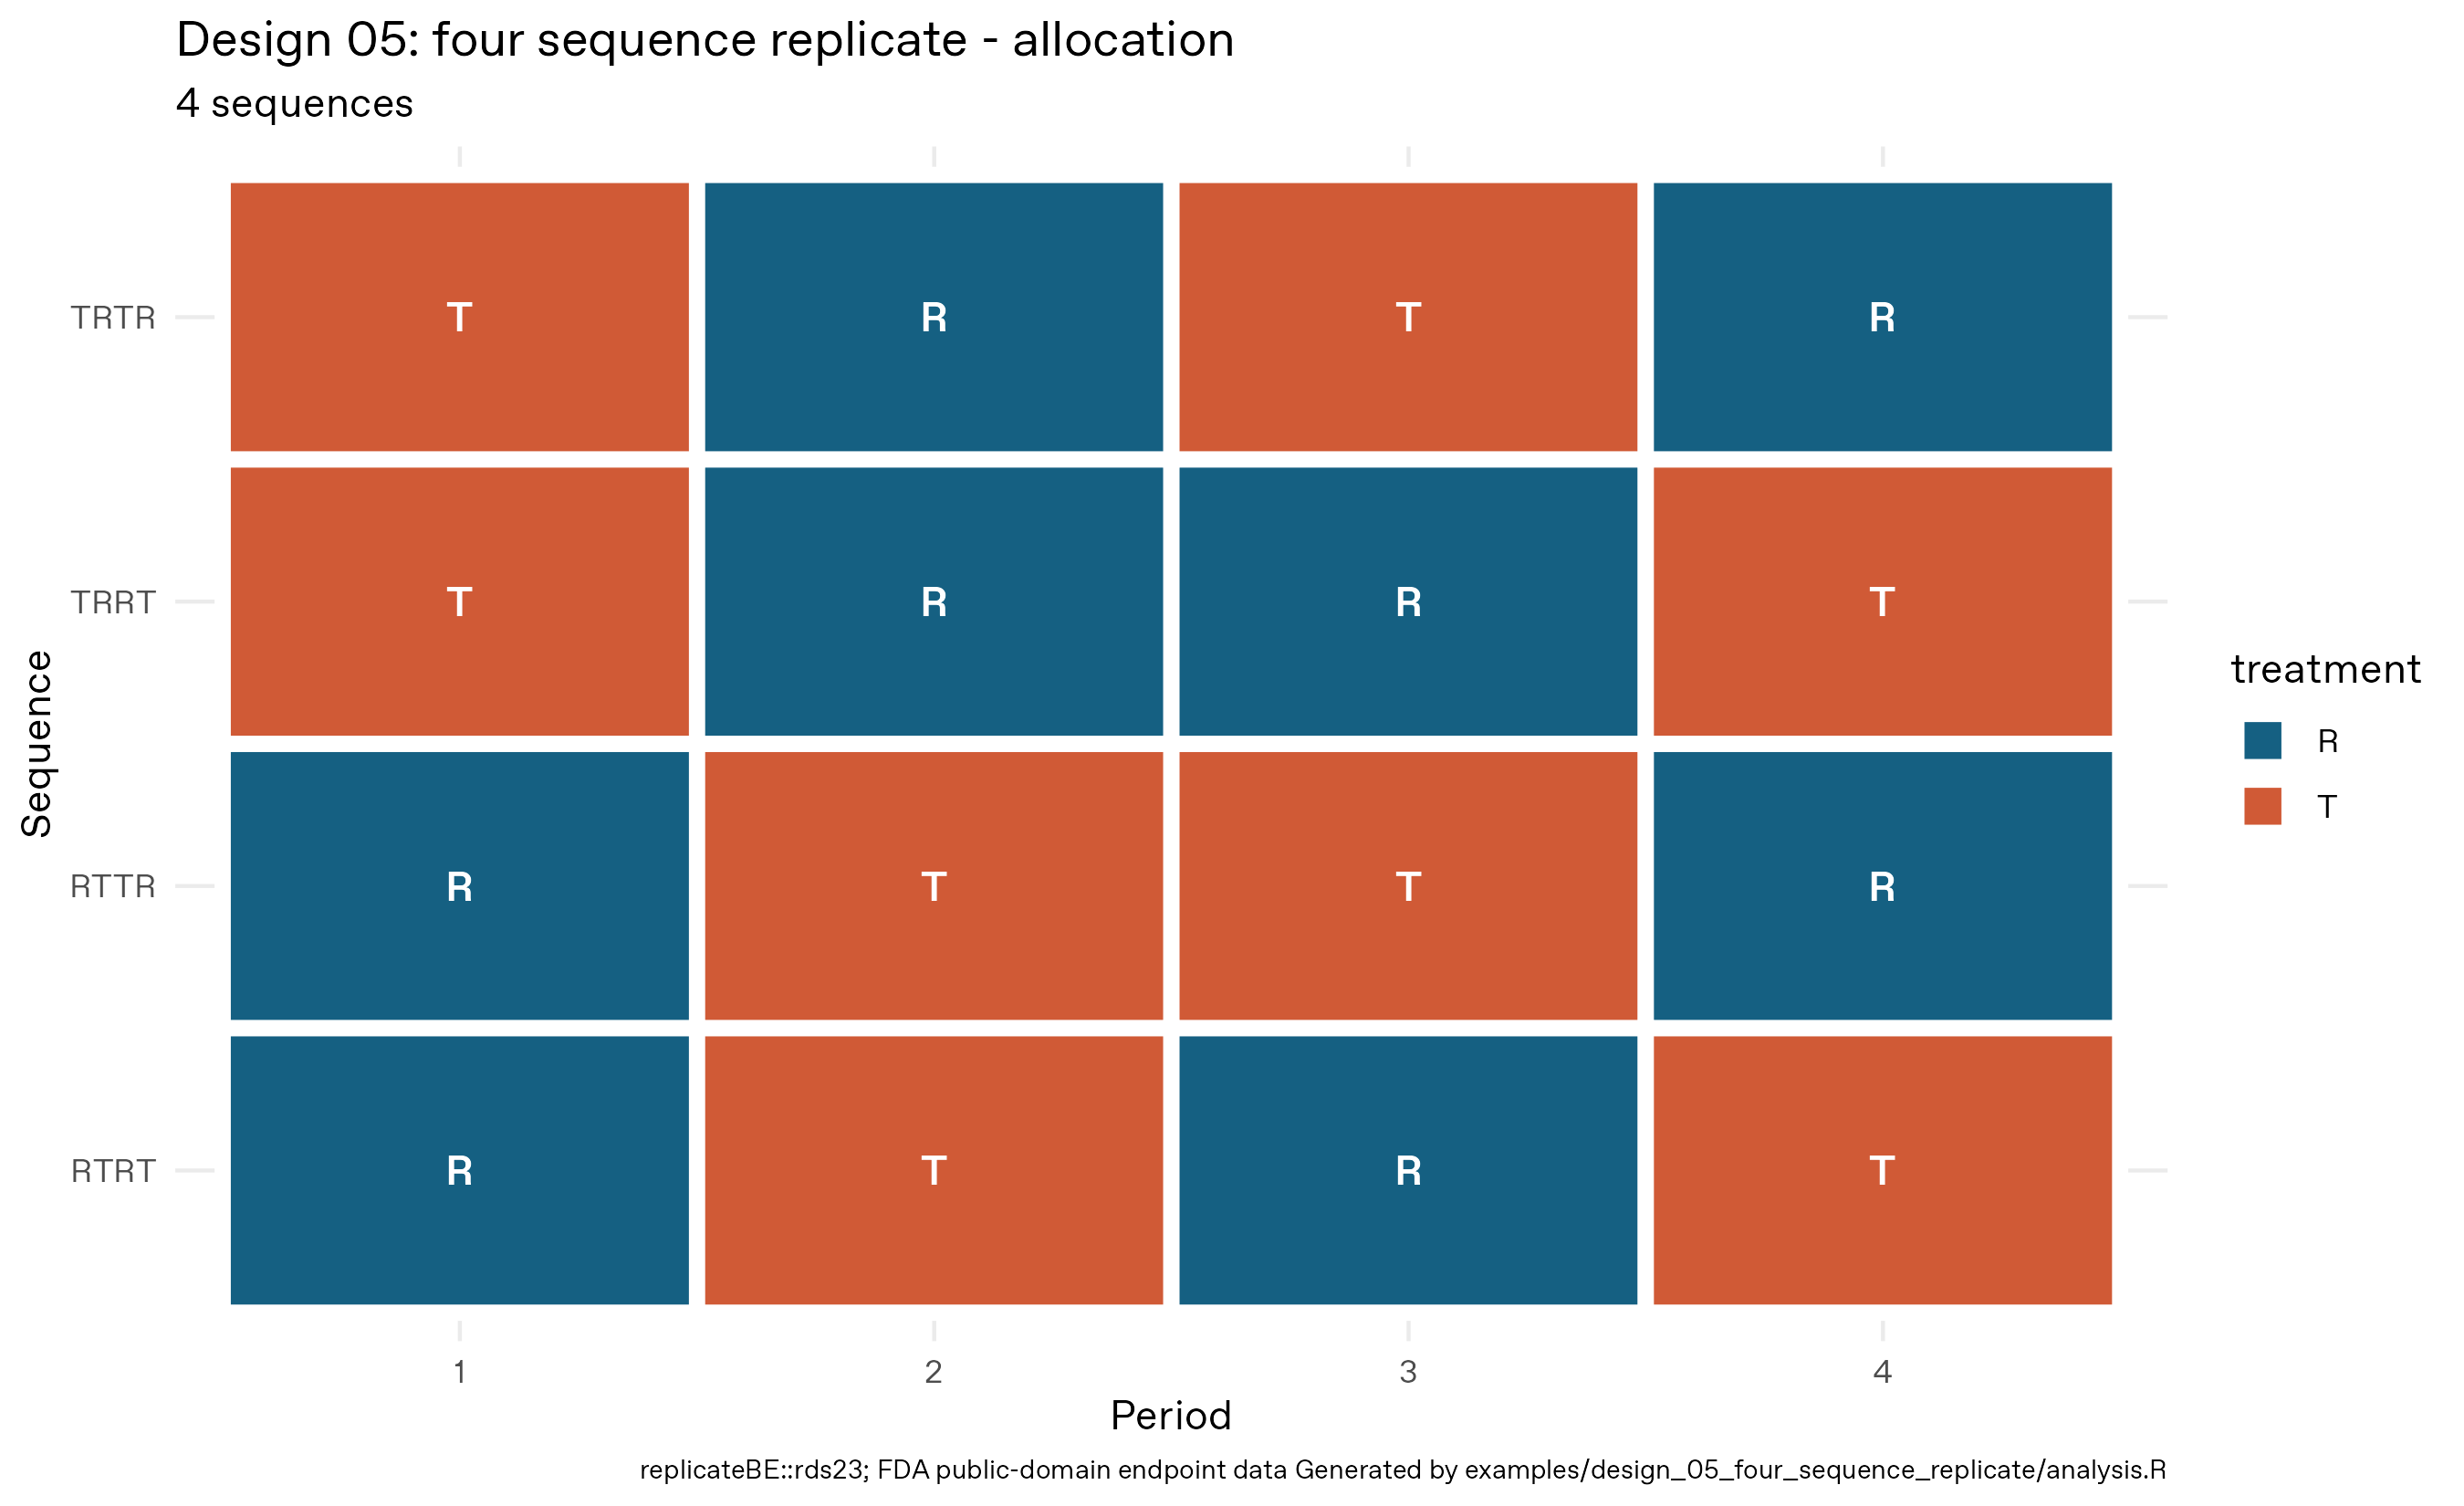 Design 05: four sequence replicate - allocation
4 sequences
TRTR
T R T R
TRRT
T R R T
Sequence
RTTR
R T T R
RTRT
R T R T
treatment
R
T
1 2 3 4
Period
replicateBE::rds23; FDA public-domain endpoint data Generated by examples/design_05_four_sequence_replicate/analysis.R